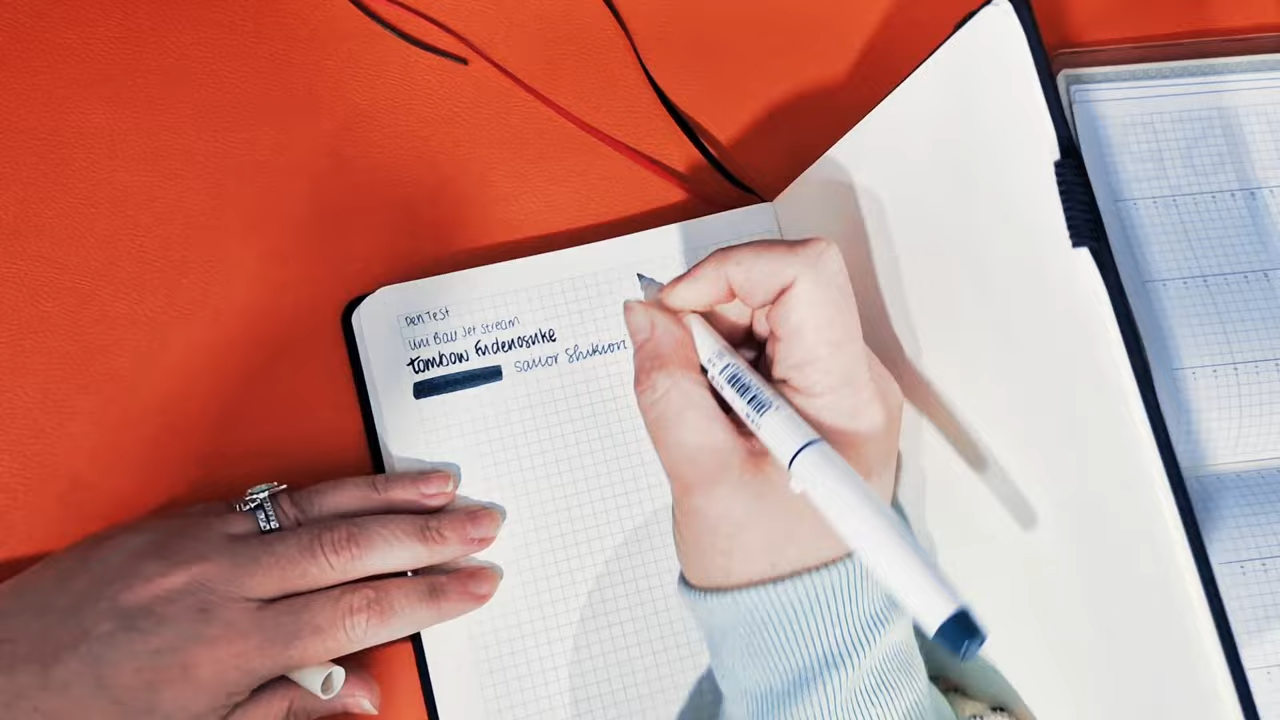 Pen Test
Uni Ball Jet Stream
tombow Fudenosuke
sailor Shikiori